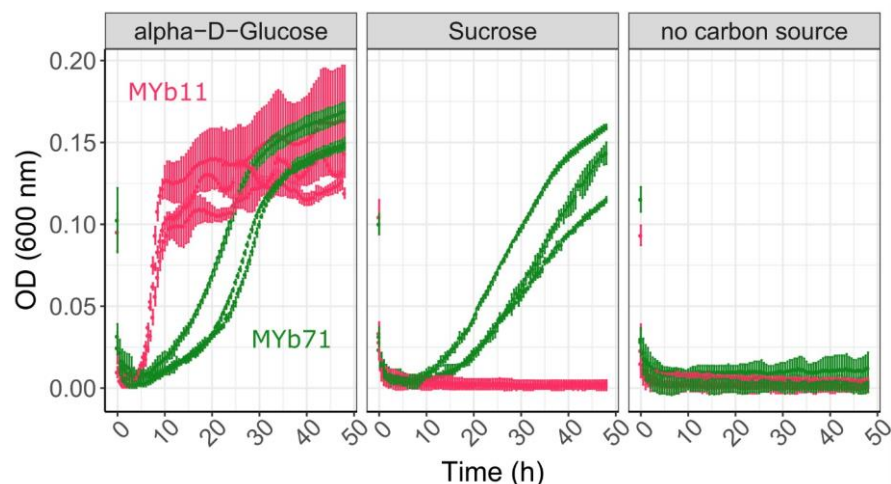 alpha−D−Glucose
Sucrose
no carbon source
OD (600 nm)
0.20
0.15
0.10
0.05
0.00
MYb11
MYb71
0 10 20 30 40 50
0 10 20 30 40 50
0 10 20 30 40 50
Time (h)